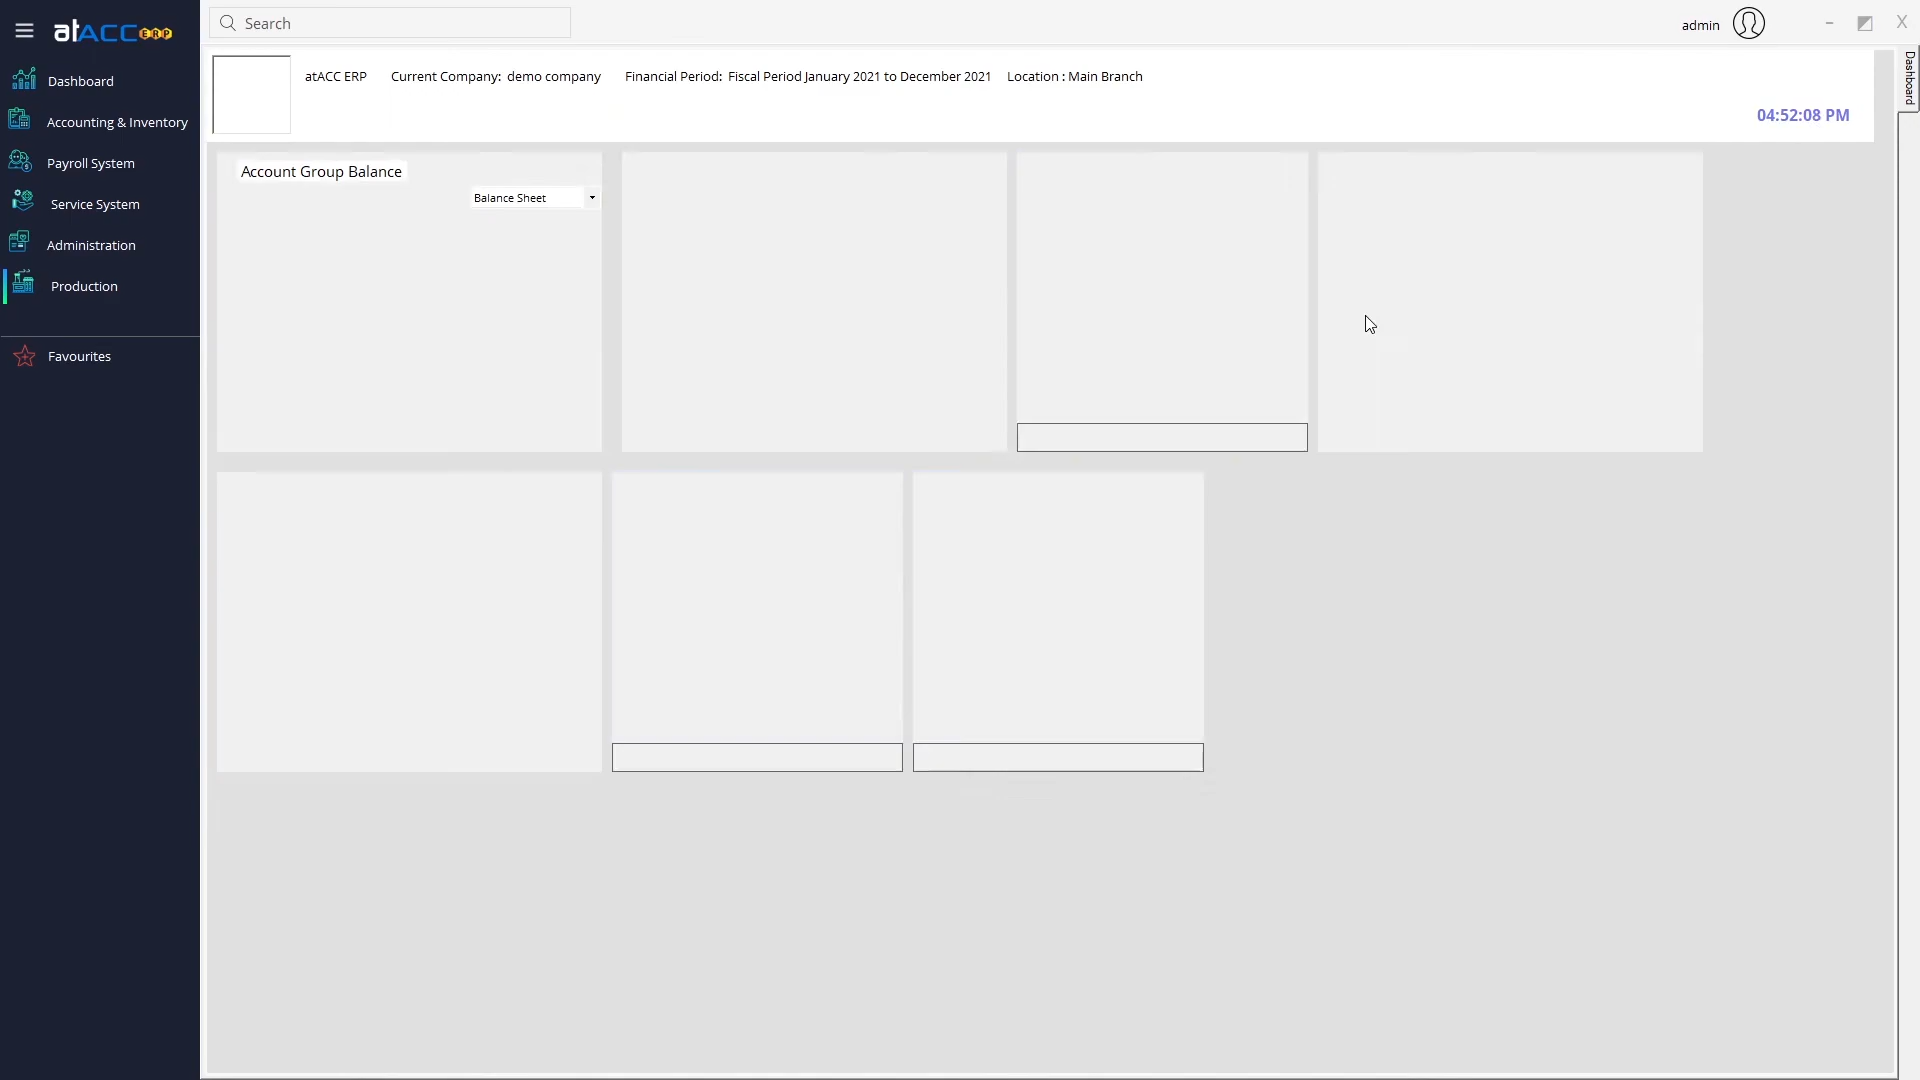 atACC ERP
Search
admin
X
Dashboard
Accounting & Inventory
Payroll System
Service System
Administration
Production
Favourites
atACC ERP Current Company: demo company Financial Period: Fiscal Period January 2021 to December 2021 Location : Main Branch
04:52:08 PM
Account Group Balance
Balance Sheet
Dashboard